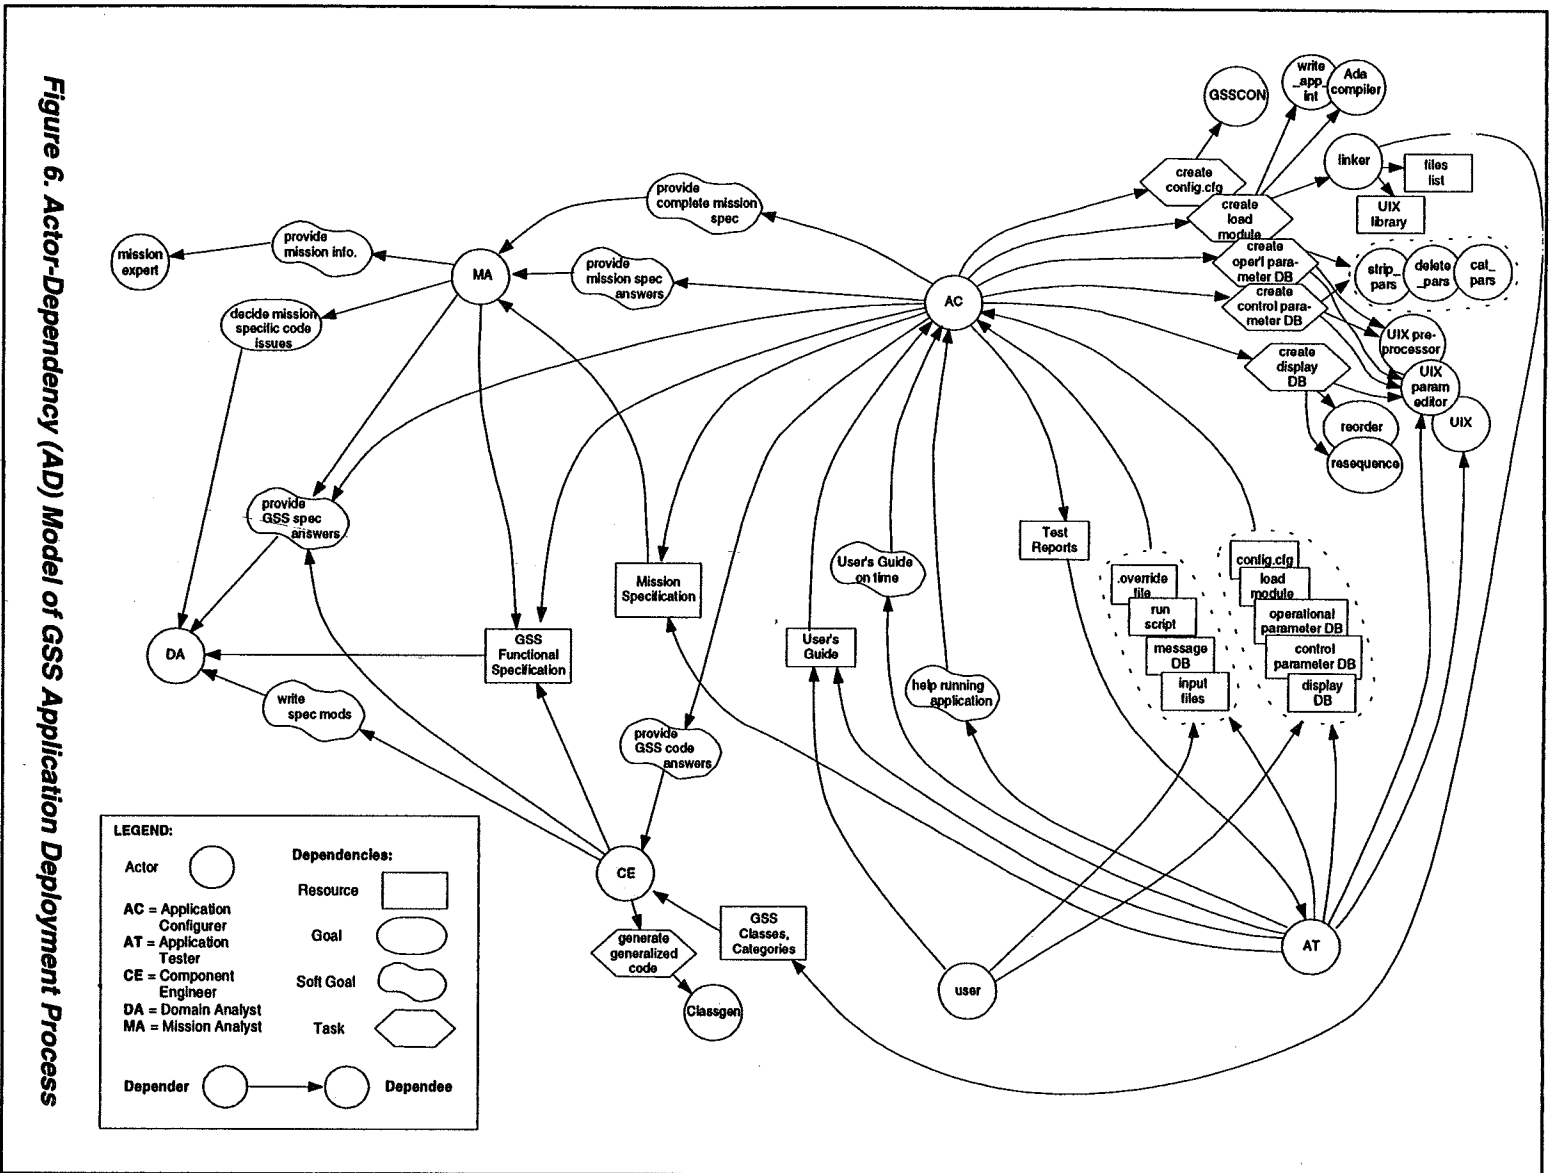 Figure 6. Actor-Dependency (AD) Model of GSS Application Deployment Process
GSSCON
write
_app_
int
Ada
compiler
linker
files
list
UIX
library
create
config.cfg
create
load
module
create
oper'l para-
meter DB
create
control para-
meter DB
create
display
DB
strip_
pars
delete
_pars
cat_
pars
UIX pre-
processor
UIX
param
editor
UIX
reorder
resequence
provide
complete mission
spec
provide
mission info.
mission
expert
MA
provide
mission spec
answers
AC
decide mission
specific code
issues
provide
GSS spec
answers
DA
write
spec mods
GSS
Functional
Specification
Mission
Specification
provide
GSS code
answers
User's Guide
on time
User's
Guide
help running
application
Test
Reports
.override
file
run
script
message
DB
input
files
config.cfg
load
module
operational
parameter DB
control
parameter DB
display
DB
CE
generate
generalized
code
Classgen
GSS
Classes,
Categories
user
AT
LEGEND:
Actor
AC = Application
Configurer
AT = Application
Tester
CE = Component
Engineer
DA = Domain Analyst
MA = Mission Analyst
Dependencies:
Resource
Goal
Soft Goal
Task
Depender
Dependee